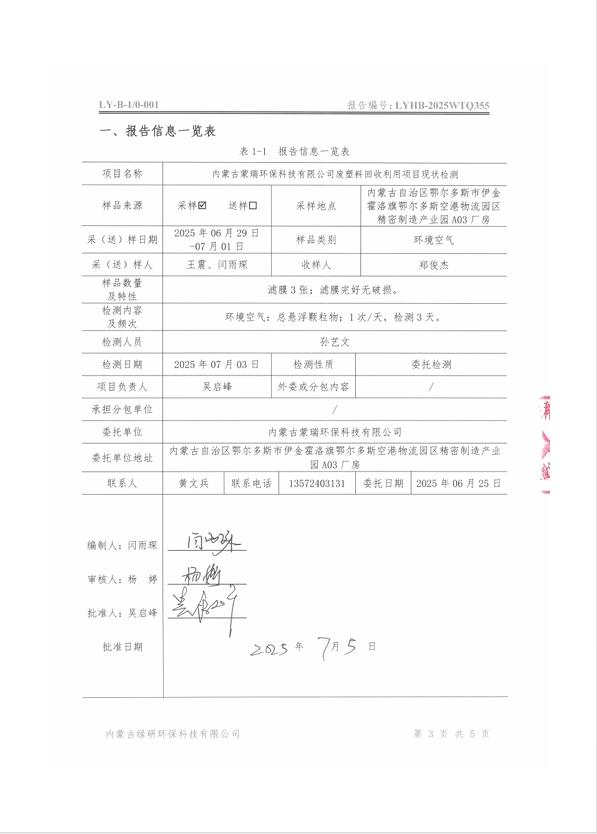 LY-B-1/0-001 报告编号：LYHB-2025WTQ355
一、报告信息一览表
表 1-1 报告信息一览表
项目名称 内蒙古蒙瑞环保科技有限公司废塑料回收利用项目现状检测
样品来源 采样☑ 送样☐ 采样地点 内蒙古自治区鄂尔多斯市伊金
霍洛旗鄂尔多斯空港物流园区
精密制造产业园 A03 厂房
采（送）样日期 2025 年 06 月 29 日
-07 月 01 日 样品类别 环境空气
采（送）样人 王震、闫雨琛 收样人 郑俊杰
样品数量
及特性 滤膜 3 张；滤膜完好无破损。
检测内容
及频次 环境空气：总悬浮颗粒物；1 次/天，检测 3 天。
检测人员 孙艺文
检测日期 2025 年 07 月 03 日 检测性质 委托检测
项目负责人 吴启峰 外委或分包内容 /
承担分包单位 /
委托单位 内蒙古蒙瑞环保科技有限公司
委托单位地址 内蒙古自治区鄂尔多斯市伊金霍洛旗鄂尔多斯空港物流园区精密制造产业
园 A03 厂房
联系人 黄文兵 联系电话 13572403131 委托日期 2025 年 06 月 25 日
编制人：闫雨琛 闫雨琛
审核人：杨 婷 杨婷
批准人：吴启峰
批准日期 2025 年 7 月 5 日
内蒙古绿研环保科技有限公司 第 3 页 共 5 页